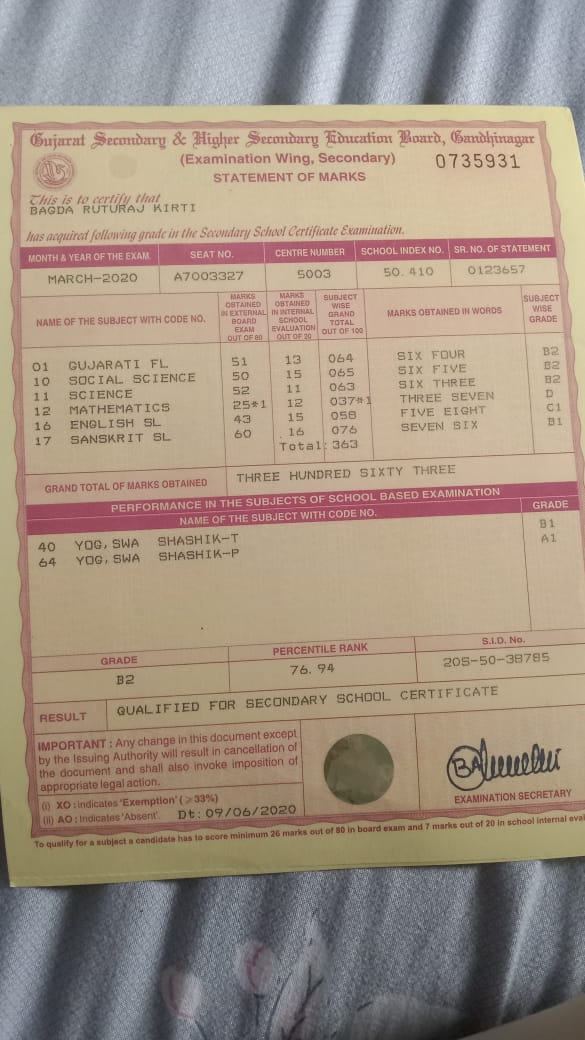 Gujarat Secondary & Higher Secondary Education Board, Gandhinagar
(Examination Wing, Secondary) 0735931
STATEMENT OF MARKS
This is to certify that
BAGDA RUTURAJ KIRTI
has acquired following grade in the Secondary School Certificate Examination.
MONTH & YEAR OF THE EXAM. SEAT NO. CENTRE NUMBER SCHOOL INDEX NO. SR. NO. OF STATEMENT
MARCH-2020 A7003327 5003 50.410 0123657
NAME OF THE SUBJECT WITH CODE NO. MARKS OBTAINED IN EXTERNAL BOARD EXAM OUT OF 80 MARKS OBTAINED IN INTERNAL SCHOOL EVALUATION OUT OF 20 SUBJECT WISE GRAND TOTAL OUT OF 100 MARKS OBTAINED IN WORDS SUBJECT WISE GRADE
01 GUJARATI FL 51 13 064 SIX FOUR B2
10 SOCIAL SCIENCE 50 15 065 SIX FIVE B2
11 SCIENCE 52 11 063 SIX THREE B2
12 MATHEMATICS 25*1 12 037*1 THREE SEVEN D
16 ENGLISH SL 43 15 058 FIVE EIGHT C1
17 SANSKRIT SL 60 16 076 SEVEN SIX B1
Total: 363
GRAND TOTAL OF MARKS OBTAINED THREE HUNDRED SIXTY THREE
PERFORMANCE IN THE SUBJECTS OF SCHOOL BASED EXAMINATION
NAME OF THE SUBJECT WITH CODE NO. GRADE
40 YOG,SWA SHASHIK-T B1
64 YOG,SWA SHASHIK-P A1
GRADE PERCENTILE RANK S.I.D. No.
B2 76.94 205-50-38785
RESULT QUALIFIED FOR SECONDARY SCHOOL CERTIFICATE
IMPORTANT : Any change in this document except
by the Issuing Authority will result in cancellation of
the document and shall also invoke imposition of
appropriate legal action.
(i) XO : indicates 'Exemption' (≥33%)
(ii) AO : Indicates 'Absent'. Dt: 09/06/2020
EXAMINATION SECRETARY
To qualify for a subject a candidate has to score minimum 26 marks out of 80 in board exam and 7 marks out of 20 in school internal